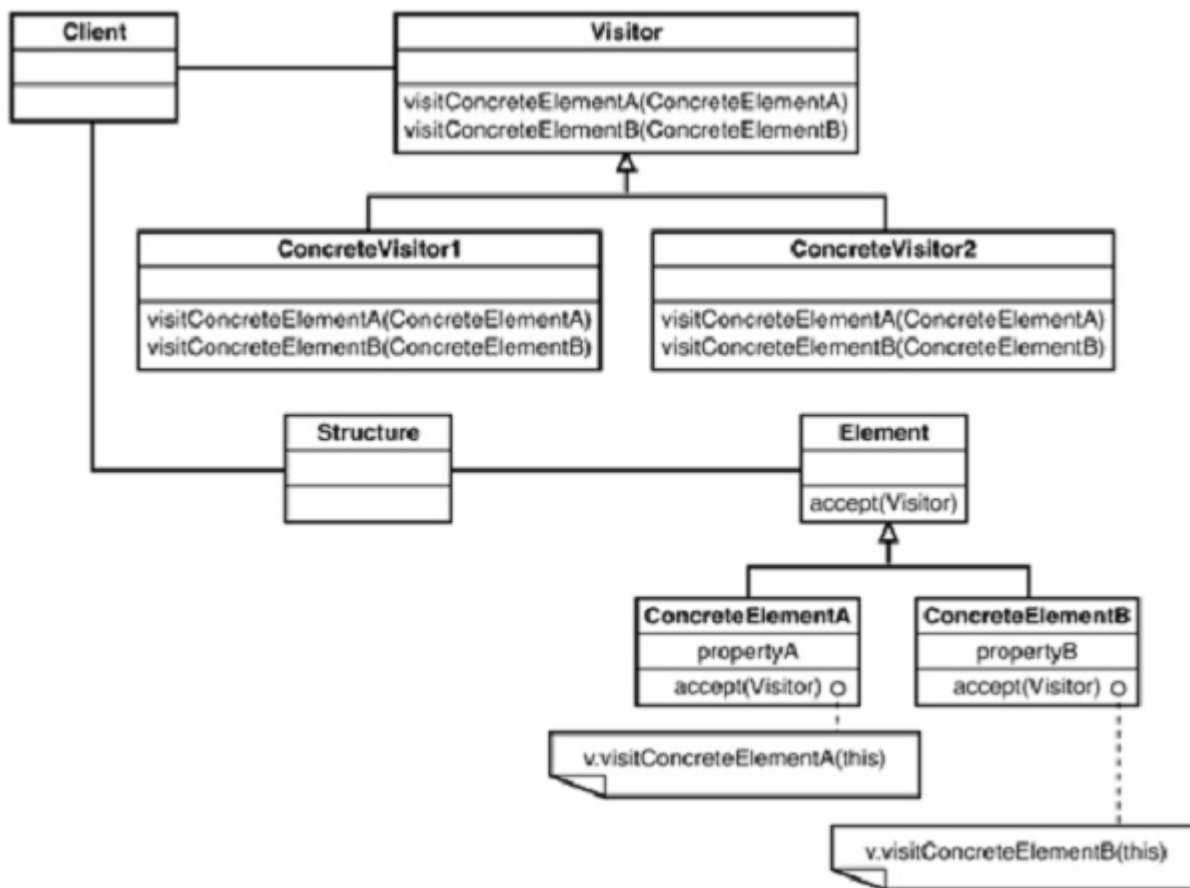 Client
Visitor
visitConcreteElementA(ConcreteElementA)
visitConcreteElementB(ConcreteElementB)
ConcreteVisitor1
visitConcreteElementA(ConcreteElementA)
visitConcreteElementB(ConcreteElementB)
ConcreteVisitor2
visitConcreteElementA(ConcreteElementA)
visitConcreteElementB(ConcreteElementB)
Structure
Element
accept(Visitor)
ConcreteElementA
propertyA
accept(Visitor)
ConcreteElementB
propertyB
accept(Visitor)
v.visitConcreteElementA(this)
v.visitConcreteElementB(this)